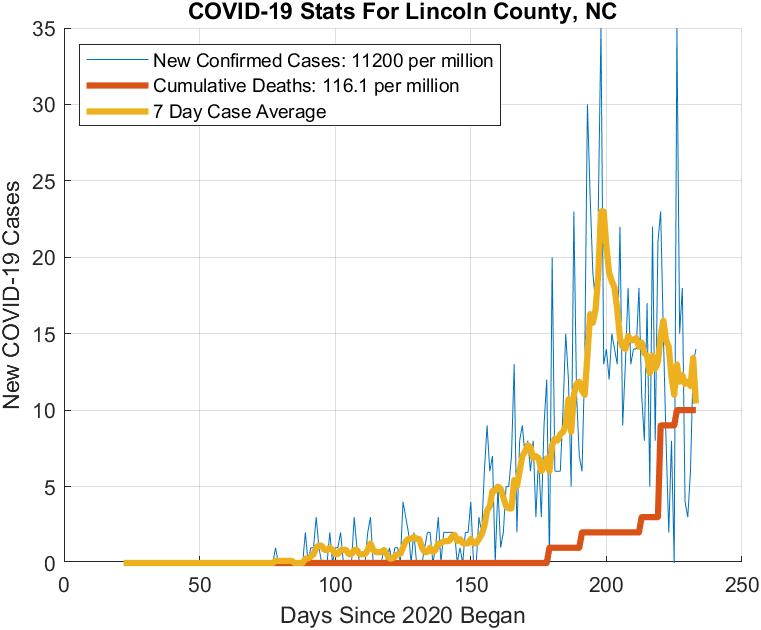 COVID-19 Stats For Lincoln County, NC
New Confirmed Cases: 11200 per million
Cumulative Deaths: 116.1 per million
7 Day Case Average
New COVID-19 Cases
35
30
25
20
15
10
5
0
0
50
100
150
200
250
Days Since 2020 Began